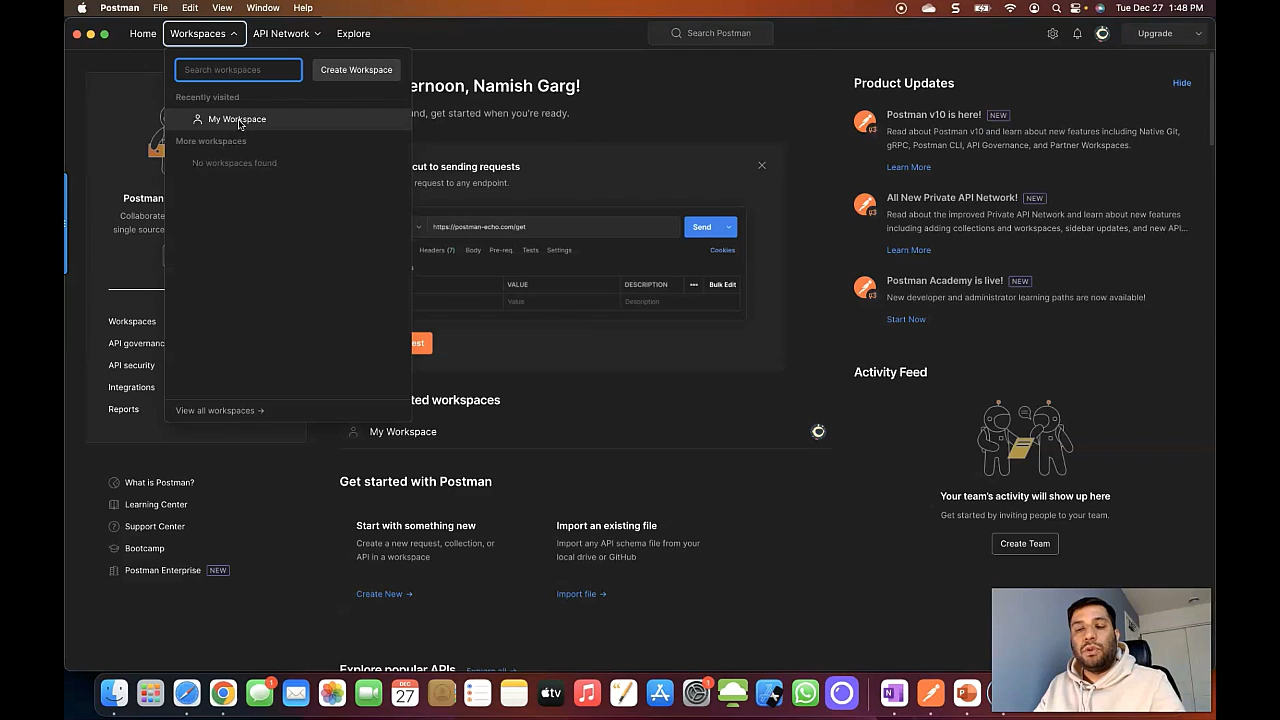 Postman File Edit View Window Help
Tue Dec 27 1:48 PM
Home Workspaces API Network Explore
Search Postman
Upgrade
Search workspaces
Create Workspace
Recently visited
My Workspace
More workspaces
No workspaces found
View all workspaces →
ernoon, Namish Garg!
und, get started when you're ready.
Postman
Collaborate
single source
Workspaces
API governanc
API security
Integrations
Reports
cut to sending requests
request to any endpoint.
https://postman-echo.com/get
Send
Headers (7) Body Pre-req. Tests Settings
Cookies
VALUE DESCRIPTION ••• Bulk Edit
Value Description
est
ted workspaces
My Workspace
What is Postman?
Learning Center
Support Center
Bootcamp
Postman Enterprise NEW
Get started with Postman
Start with something new
Create a new request, collection, or
API in a workspace
Create New →
Import an existing file
Import any API schema file from your
local drive or GitHub
Import file →
Explore popular APIs Explore all →
Product Updates
Hide
Postman v10 is here! NEW
Read about Postman v10 and learn about new features including Native Git,
gRPC, Postman CLI, API Governance, and Partner Workspaces.
Learn More
All New Private API Network! NEW
Read about the improved Private API Network and learn about new features
including adding collections and workspaces, sidebar updates, and new AP...
Learn More
Postman Academy is live! NEW
New developer and administrator learning paths are now available!
Start Now
Activity Feed
Your team's activity will show up here
Get started by inviting people to your team.
Create Team
1
DEC
27
tv
1